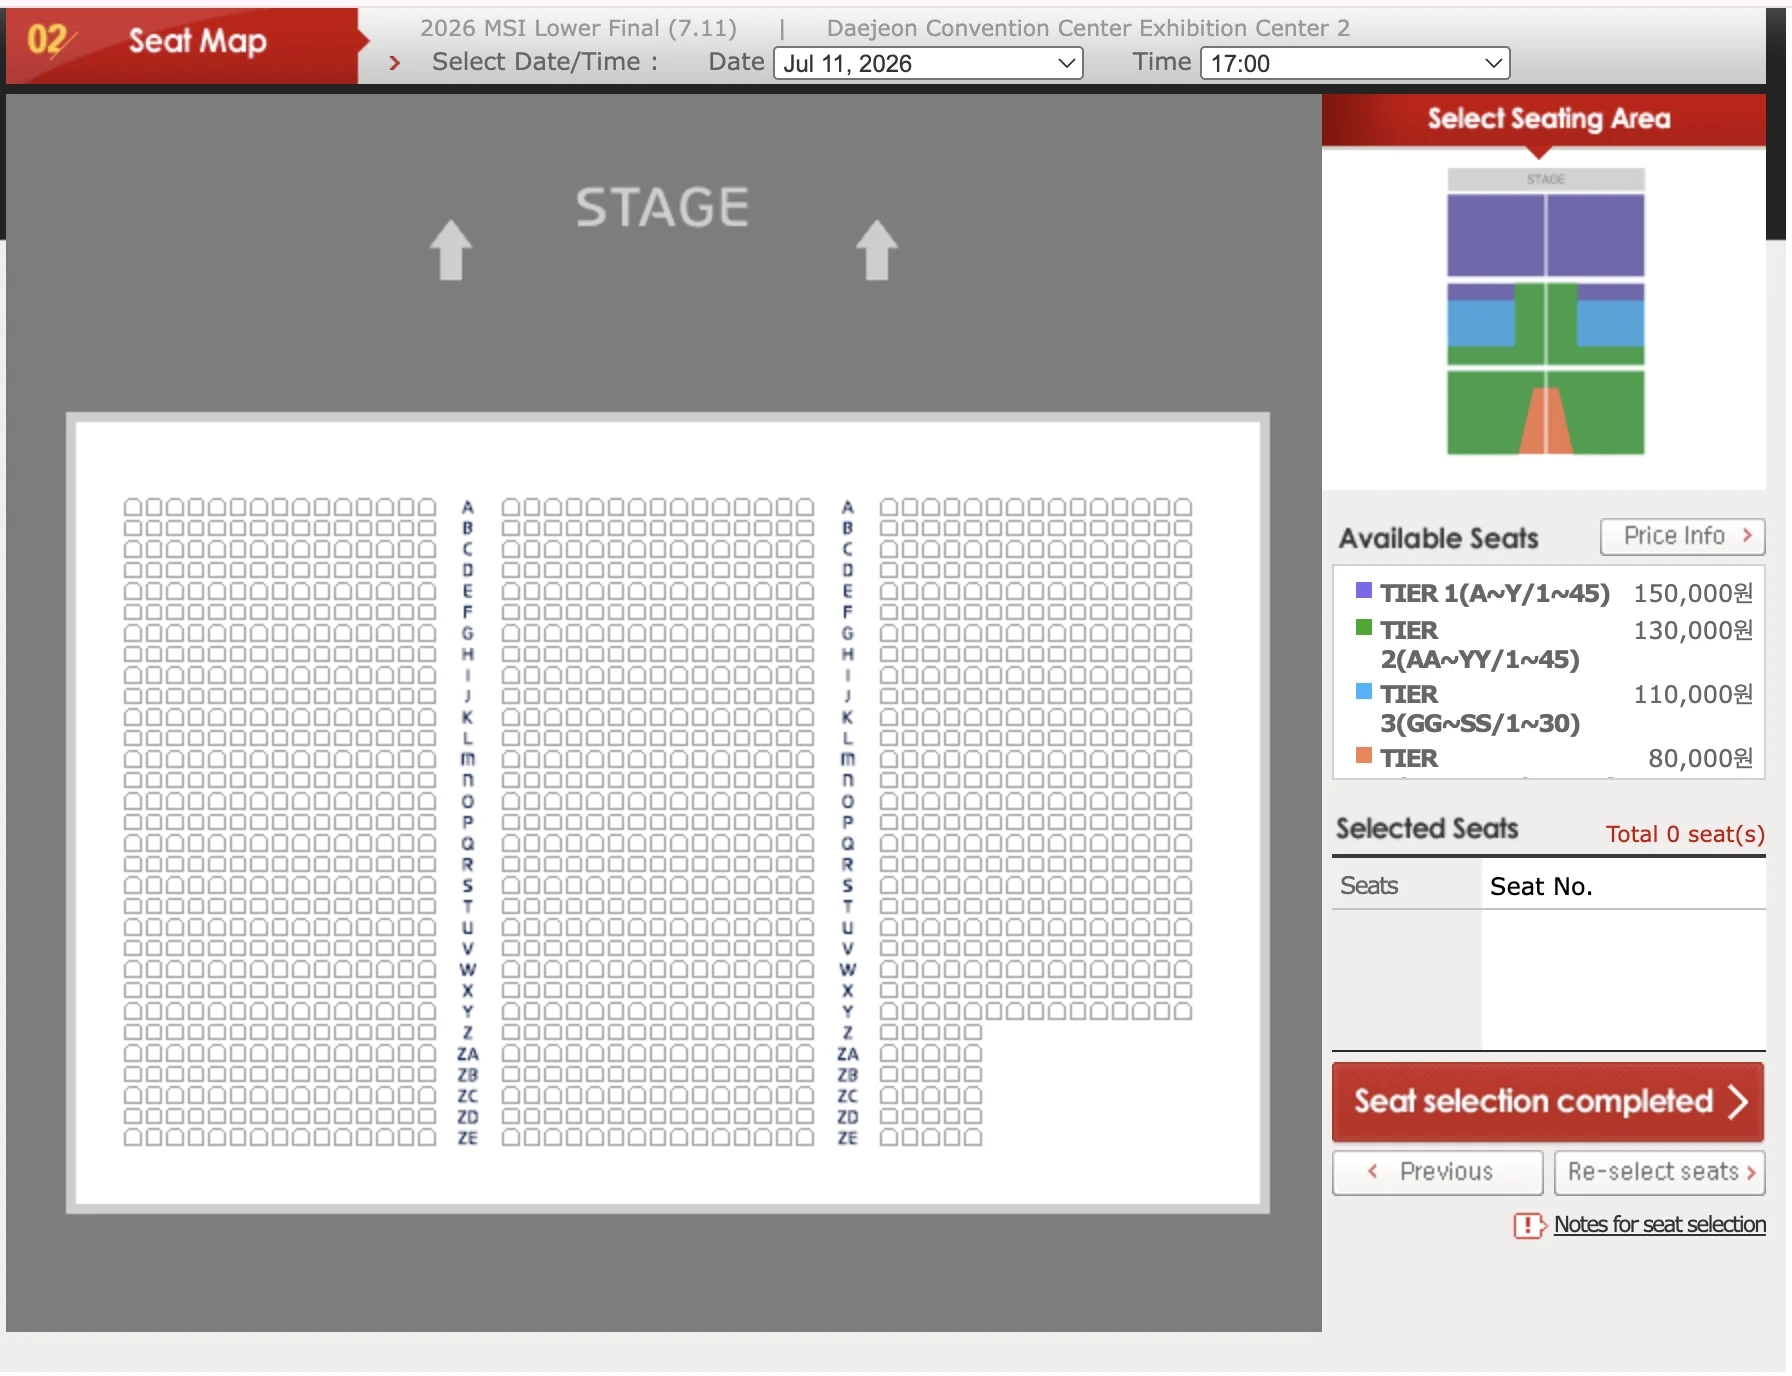 02 Seat Map
2026 MSI Lower Final (7.11) | Daejeon Convention Center Exhibition Center 2
Select Date/Time : Date Jul 11, 2026 Time 17:00
STAGE
A A
B B
C C
D D
E E
F F
G G
H H
I I
J J
K K
L L
M M
N N
O O
P P
Q Q
R R
S S
T T
U U
V V
W W
X X
Y Y
Z Z
ZA ZA
ZB ZB
ZC ZC
ZD ZD
ZE ZE
Select Seating Area
STAGE
Available Seats
Price Info
TIER 1(A~Y/1~45) 150,000원
TIER 130,000원
2(AA~YY/1~45)
TIER 110,000원
3(GG~SS/1~30)
TIER 80,000원
Selected Seats Total 0 seat(s)
Seats Seat No.
Seat selection completed
Previous
Re-select seats
Notes for seat selection